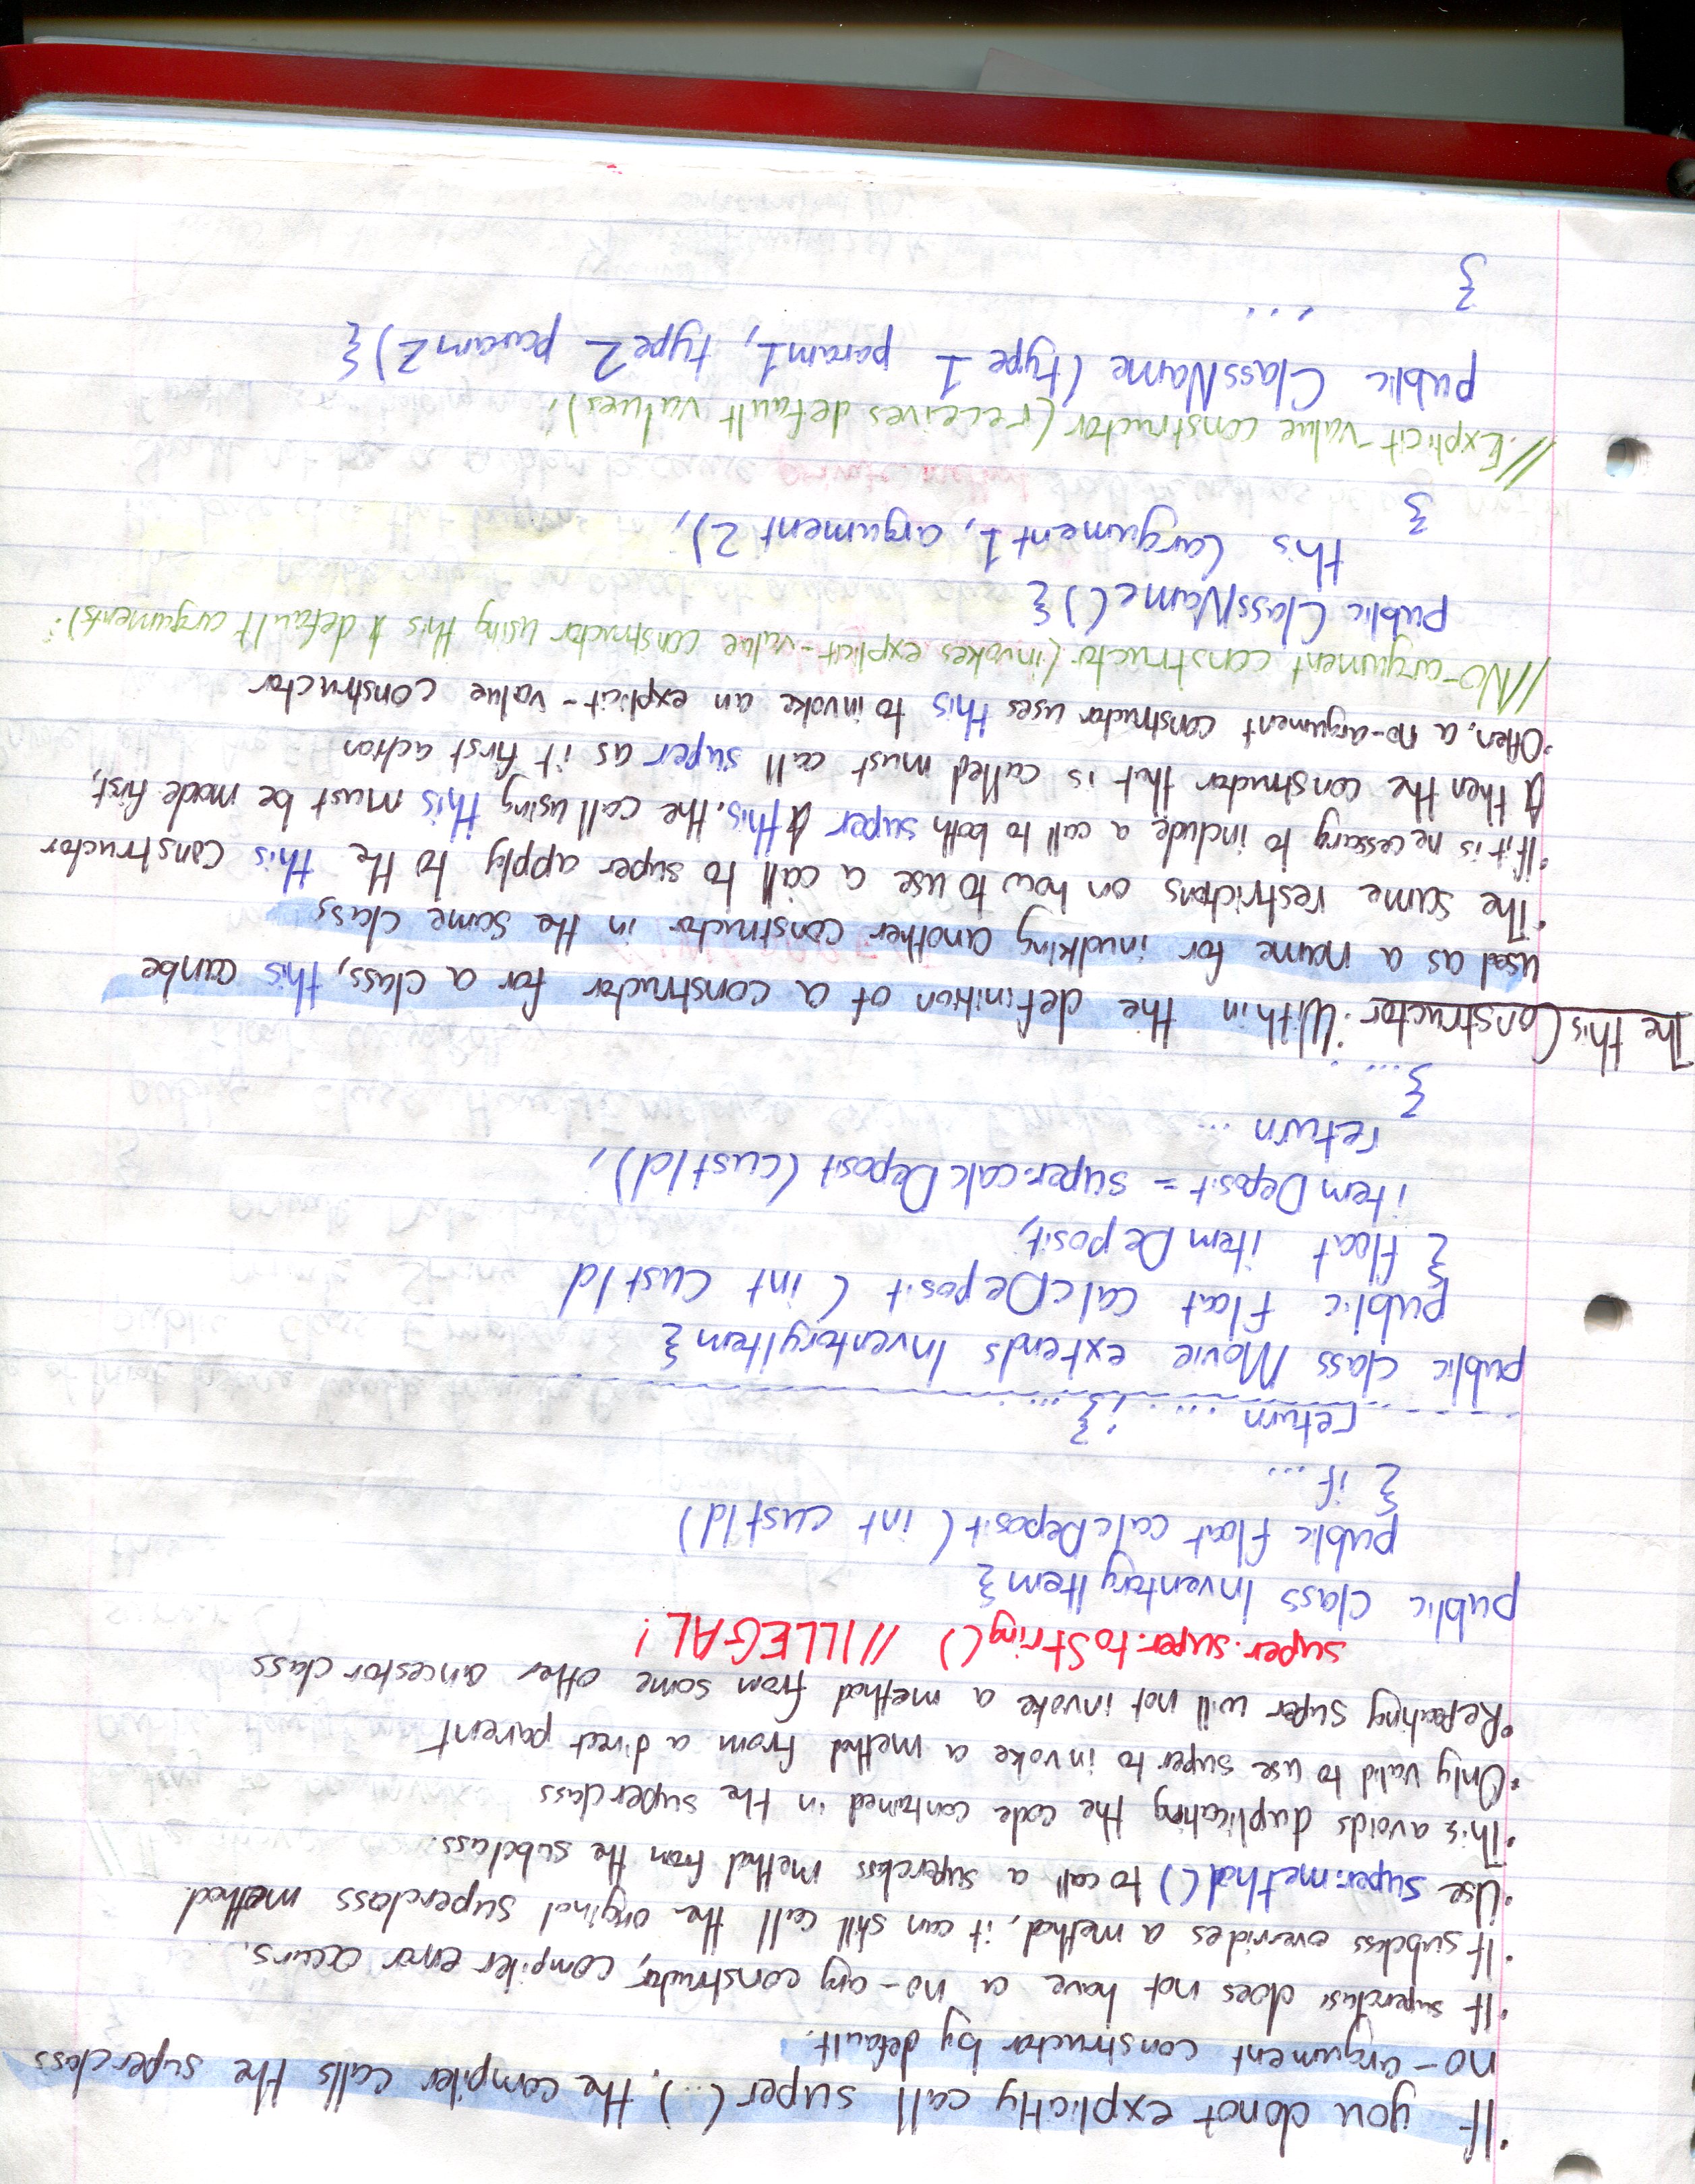 •If you donot explictly call super(...), the compiler calls the superclass
no-argument constructor by default.
•If superclass does not have a no-arg constructor, compiler error occurs.
•If subclass overrides a method, it can still call the original superclass method.
•Use super.method() to call a superclass method from the subclass.
•This avoids duplicating the code contained in the superclass
•Only valid to use super to invoke a method from a direct parent
•Repeating super will not invoke a method from some other ancestor class
super.super.toString() //ILLEGAL!
public class InventoryItem{
public float calcDeposit(int custId)
{ if ...
return ....; }
public class Movie extends InventoryItem{
public float calcDeposit (int custId
{ float itemDeposit;
itemDeposit = super.calcDeposit(custId);
return ...
}....
The this Constructor •Within the definition of a constructor for a class, this canbe
used as a name for invoking another constructor in the same class
•The same restrictions on how to use a call to super apply to the this constructor
•If it is necessary to include a call to both super & this, the call using this must be made first,
& then the constructor that is called must call super as it first action
•Often, a no-argument constructor uses this to invoke an explicit-value constructor
//No-argument constructor (invokes explicit-value constructor using this & default arguments):
public ClassName(){
this (argument1, argument2);
}
//Explicit-value constructor (receives default values):
public ClassName(type1 param1, type2 param2){
...
}